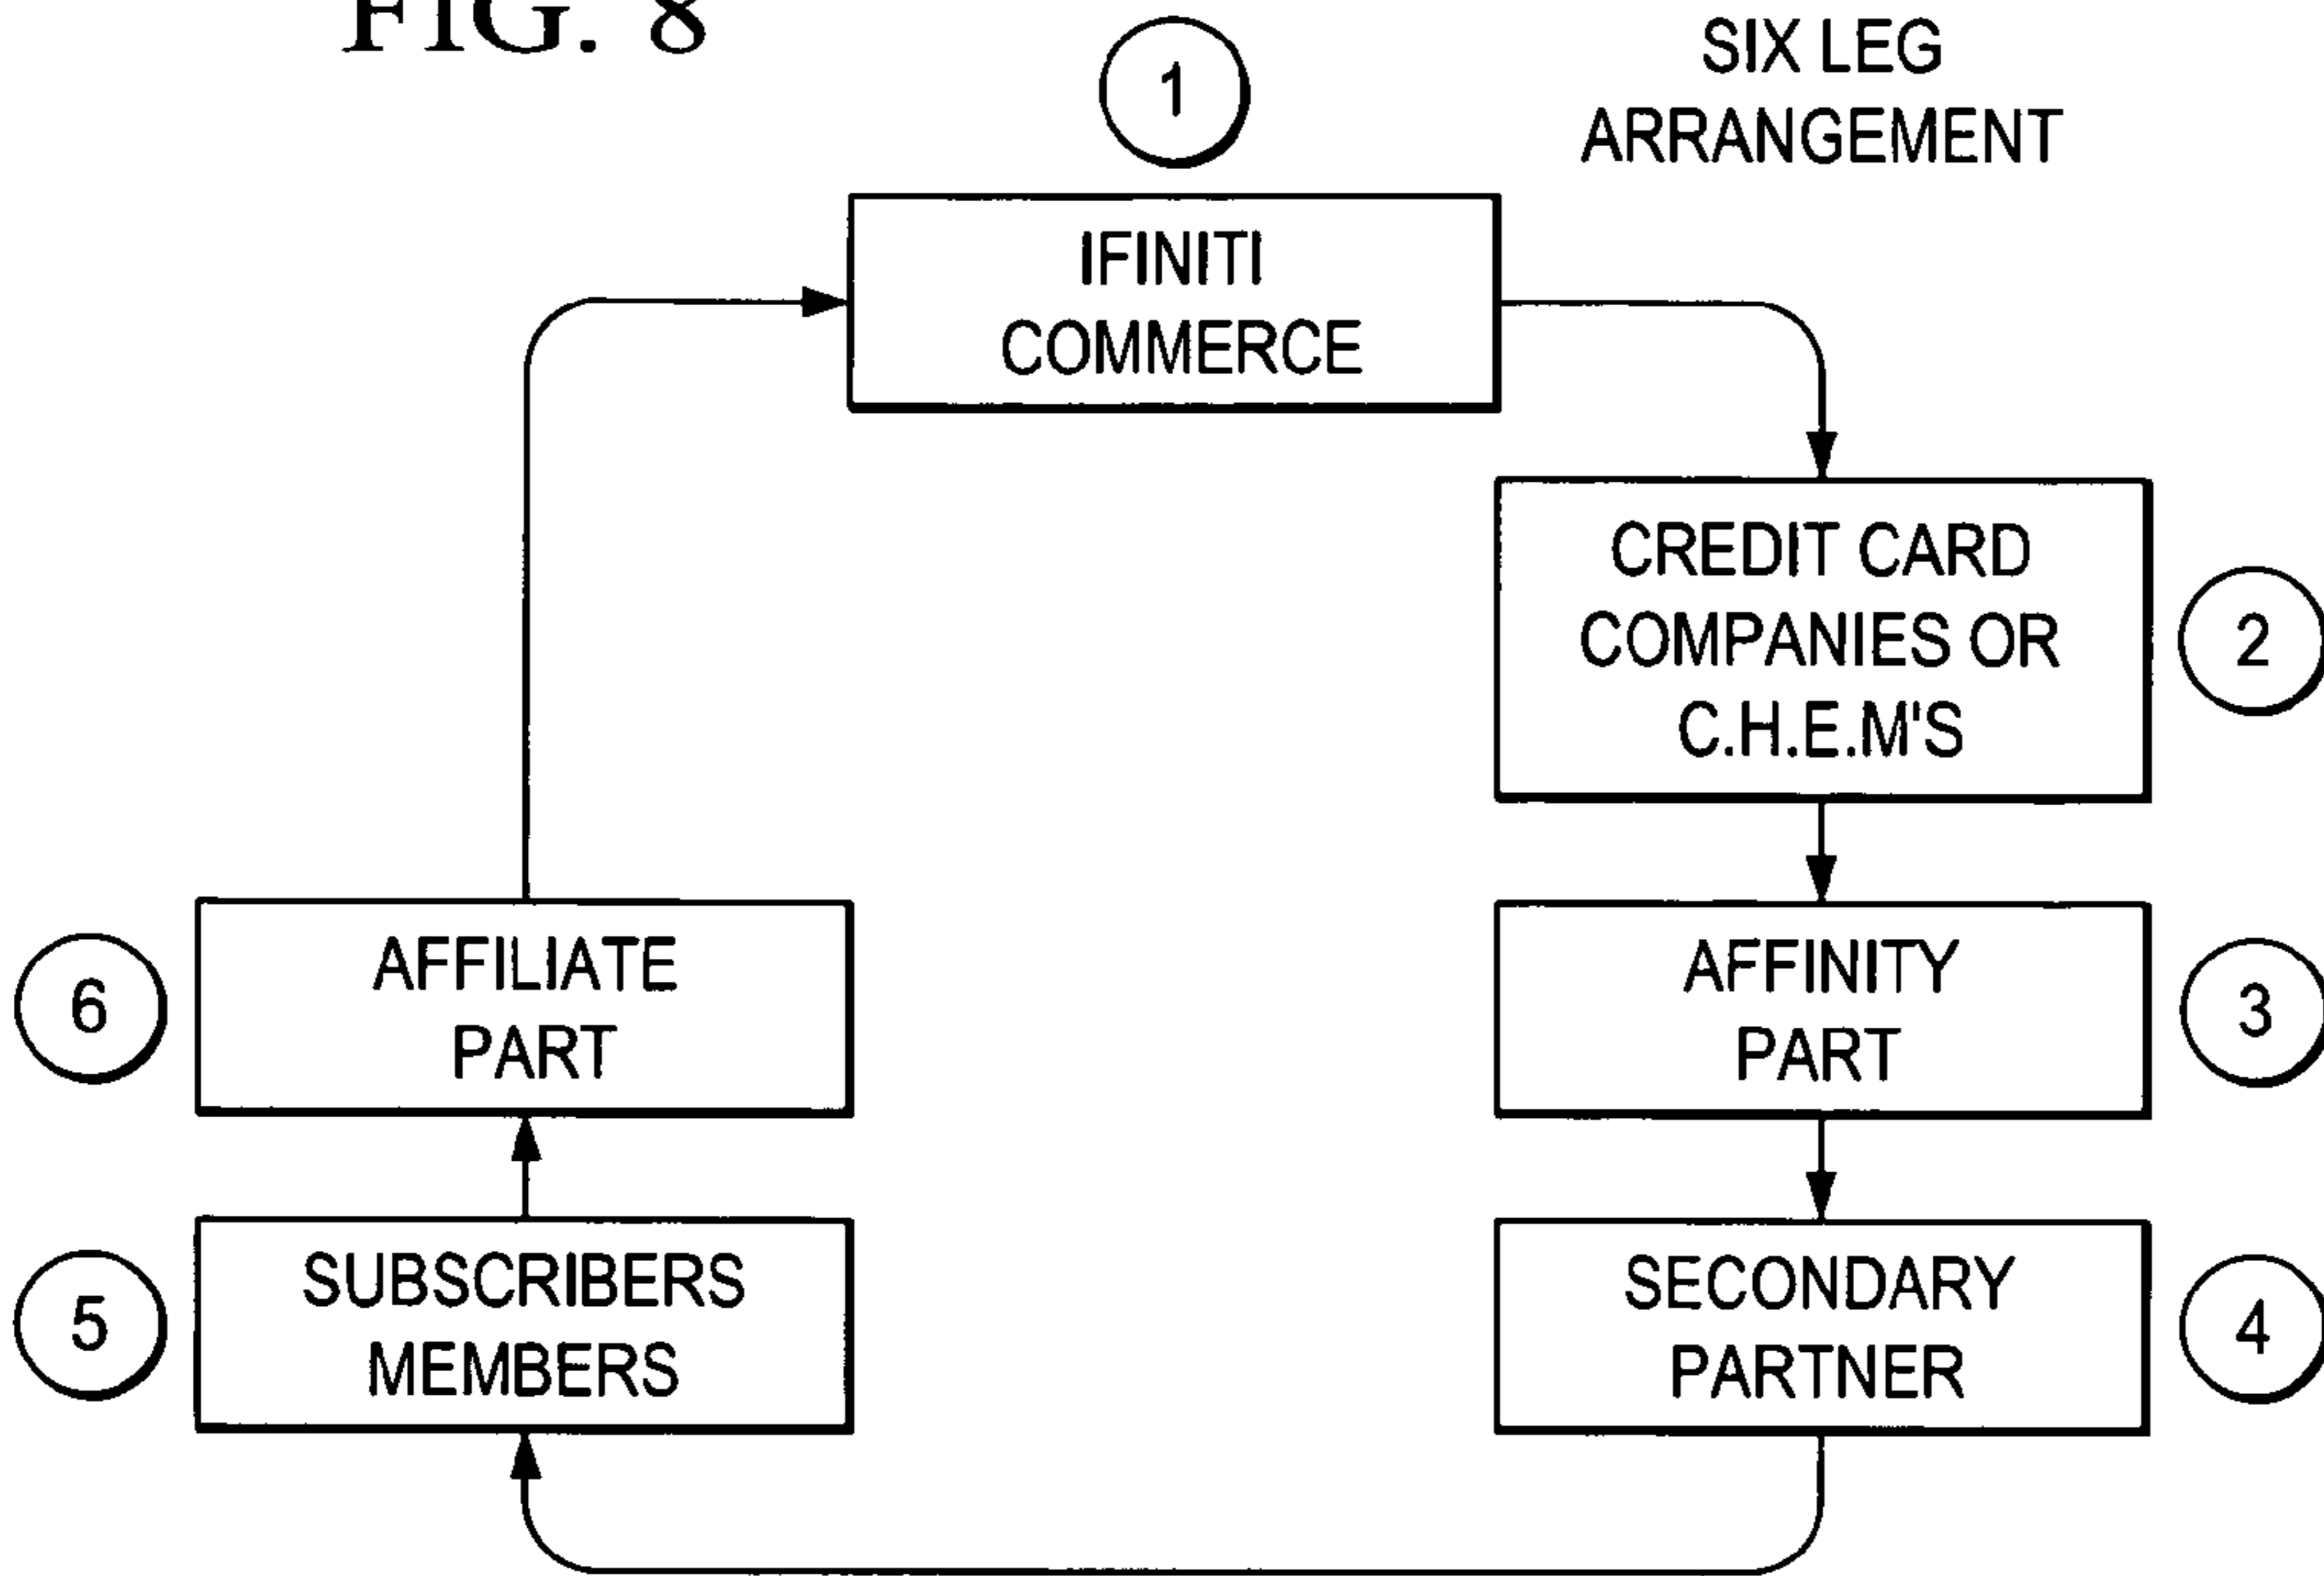 FIG. 8
SIX LEG
ARRANGEMENT
1
IFINITI
COMMERCE
CREDIT CARD
COMPANIES OR
C.H.E.M'S
2
AFFINITY
PART
3
SECONDARY
PARTNER
4
SUBSCRIBERS
MEMBERS
5
AFFILIATE
PART
6